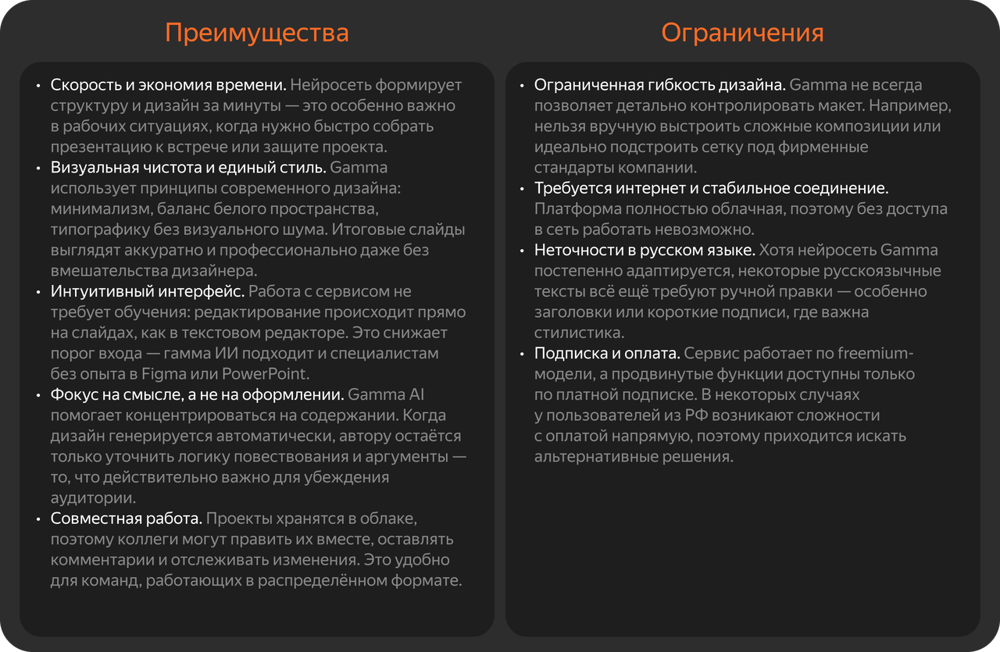 Преимущества
• Скорость и экономия времени. Нейросеть формирует
структуру и дизайн за минуты — это особенно важно
в рабочих ситуациях, когда нужно быстро собрать
презентацию к встрече или защите проекта.
• Визуальная чистота и единый стиль. Gamma
использует принципы современного дизайна:
минимализм, баланс белого пространства,
типографику без визуального шума. Итоговые слайды
выглядят аккуратно и профессионально даже без
вмешательства дизайнера.
• Интуитивный интерфейс. Работа с сервисом не
требует обучения: редактирование происходит прямо
на слайдах, как в текстовом редакторе. Это снижает
порог входа — гамма ИИ подходит и специалистам
без опыта в Figma или PowerPoint.
• Фокус на смысле, а не на оформлении. Gamma AI
помогает концентрироваться на содержании. Когда
дизайн генерируется автоматически, автору остаётся
только уточнить логику повествования и аргументы —
то, что действительно важно для убеждения
аудитории.
• Совместная работа. Проекты хранятся в облаке,
поэтому коллеги могут править их вместе, оставлять
комментарии и отслеживать изменения. Это удобно
для команд, работающих в распределённом формате.
Ограничения
• Ограниченная гибкость дизайна. Gamma не всегда
позволяет детально контролировать макет. Например,
нельзя вручную выстроить сложные композиции или
идеально подстроить сетку под фирменные
стандарты компании.
• Требуется интернет и стабильное соединение.
Платформа полностью облачная, поэтому без доступа
в сеть работать невозможно.
• Неточности в русском языке. Хотя нейросеть Gamma
постепенно адаптируется, некоторые русскоязычные
тексты всё ещё требуют ручной правки — особенно
заголовки или короткие подписи, где важна
стилистика.
• Подписка и оплата. Сервис работает по freemium-
модели, а продвинутые функции доступны только
по платной подписке. В некоторых случаях
у пользователей из РФ возникают сложности
с оплатой напрямую, поэтому приходится искать
альтернативные решения.